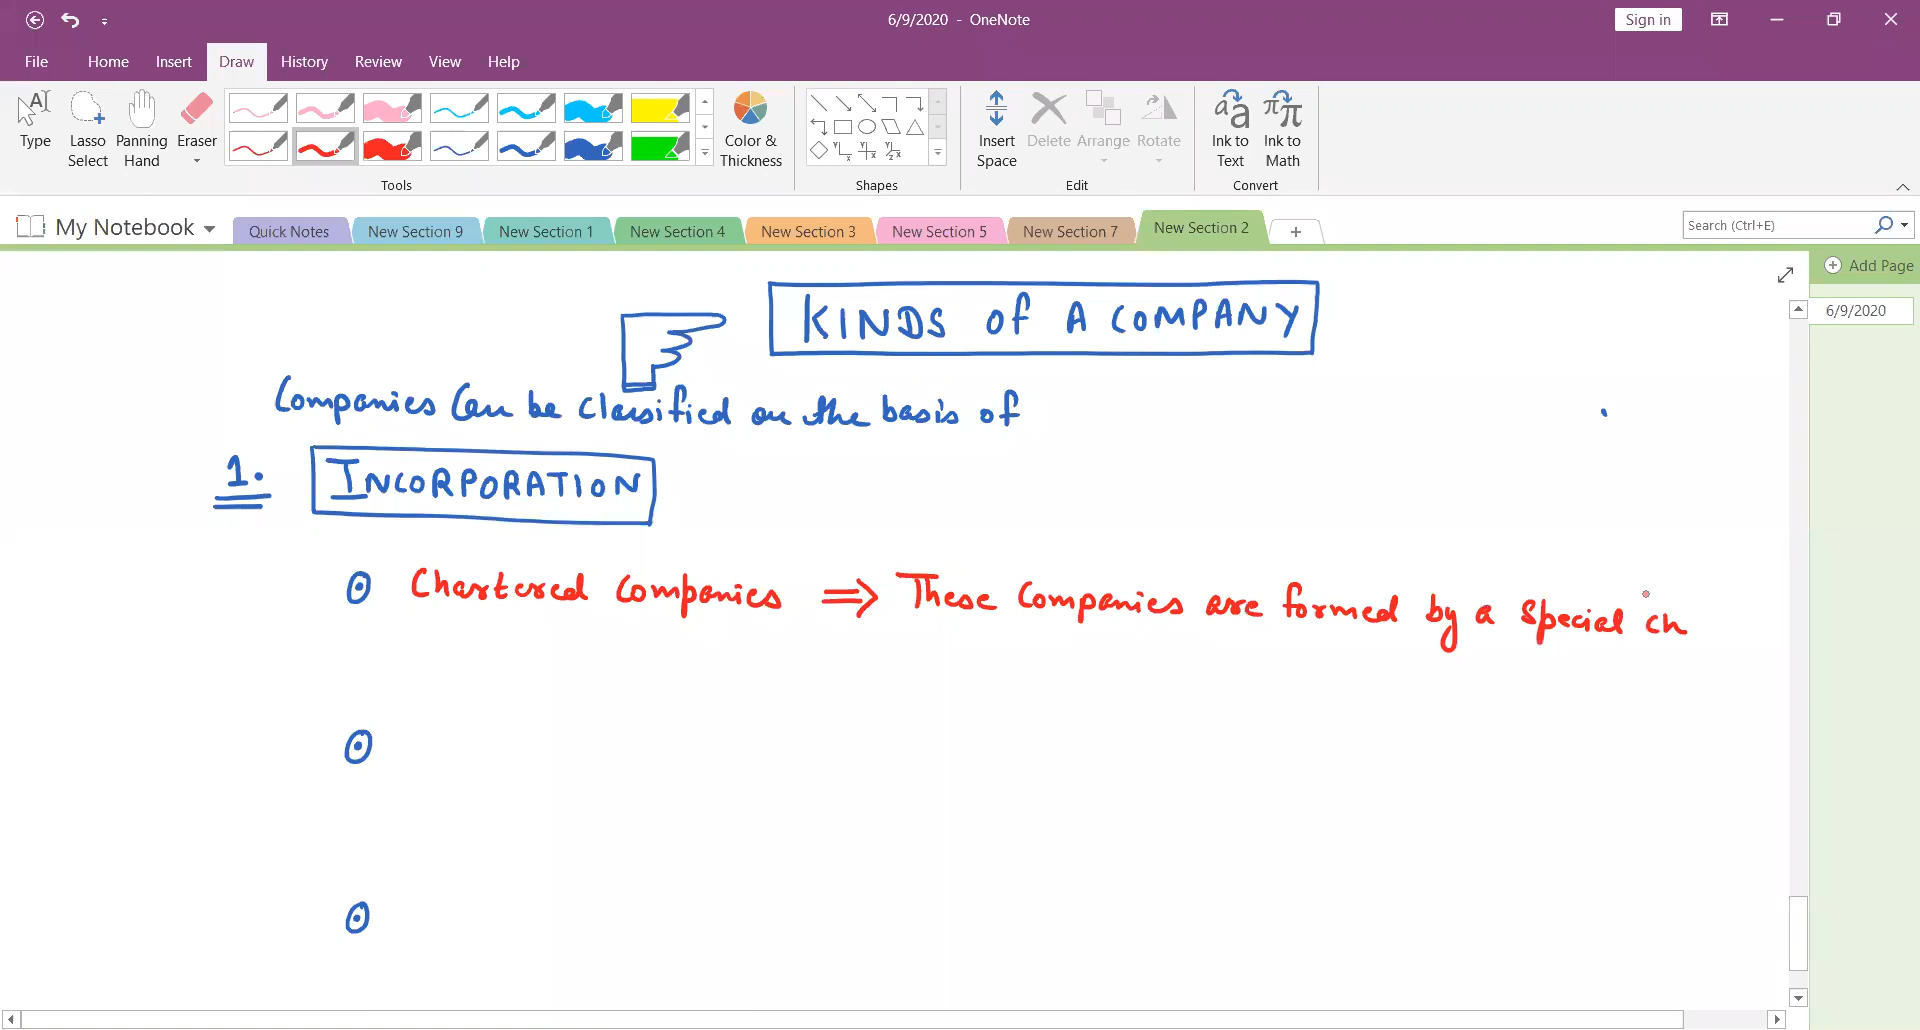 6/9/2020 - OneNote
Sign in
File Home Insert Draw History Review View Help
Type
Lasso Select
Panning Hand
Eraser
Color & Thickness
Insert Space
Delete
Arrange
Rotate
Ink to Text
Ink to Math
Tools
Shapes
Edit
Convert
My Notebook
Quick Notes
New Section 9
New Section 1
New Section 4
New Section 3
New Section 5
New Section 7
New Section 2
Search (Ctrl+E)
Add Page
6/9/2020
KINDS of A COMPANY
Companies Can be classified on the basis of
1. INCORPORATION
Chartered Companies ⇒ These Companies are formed by a special ch